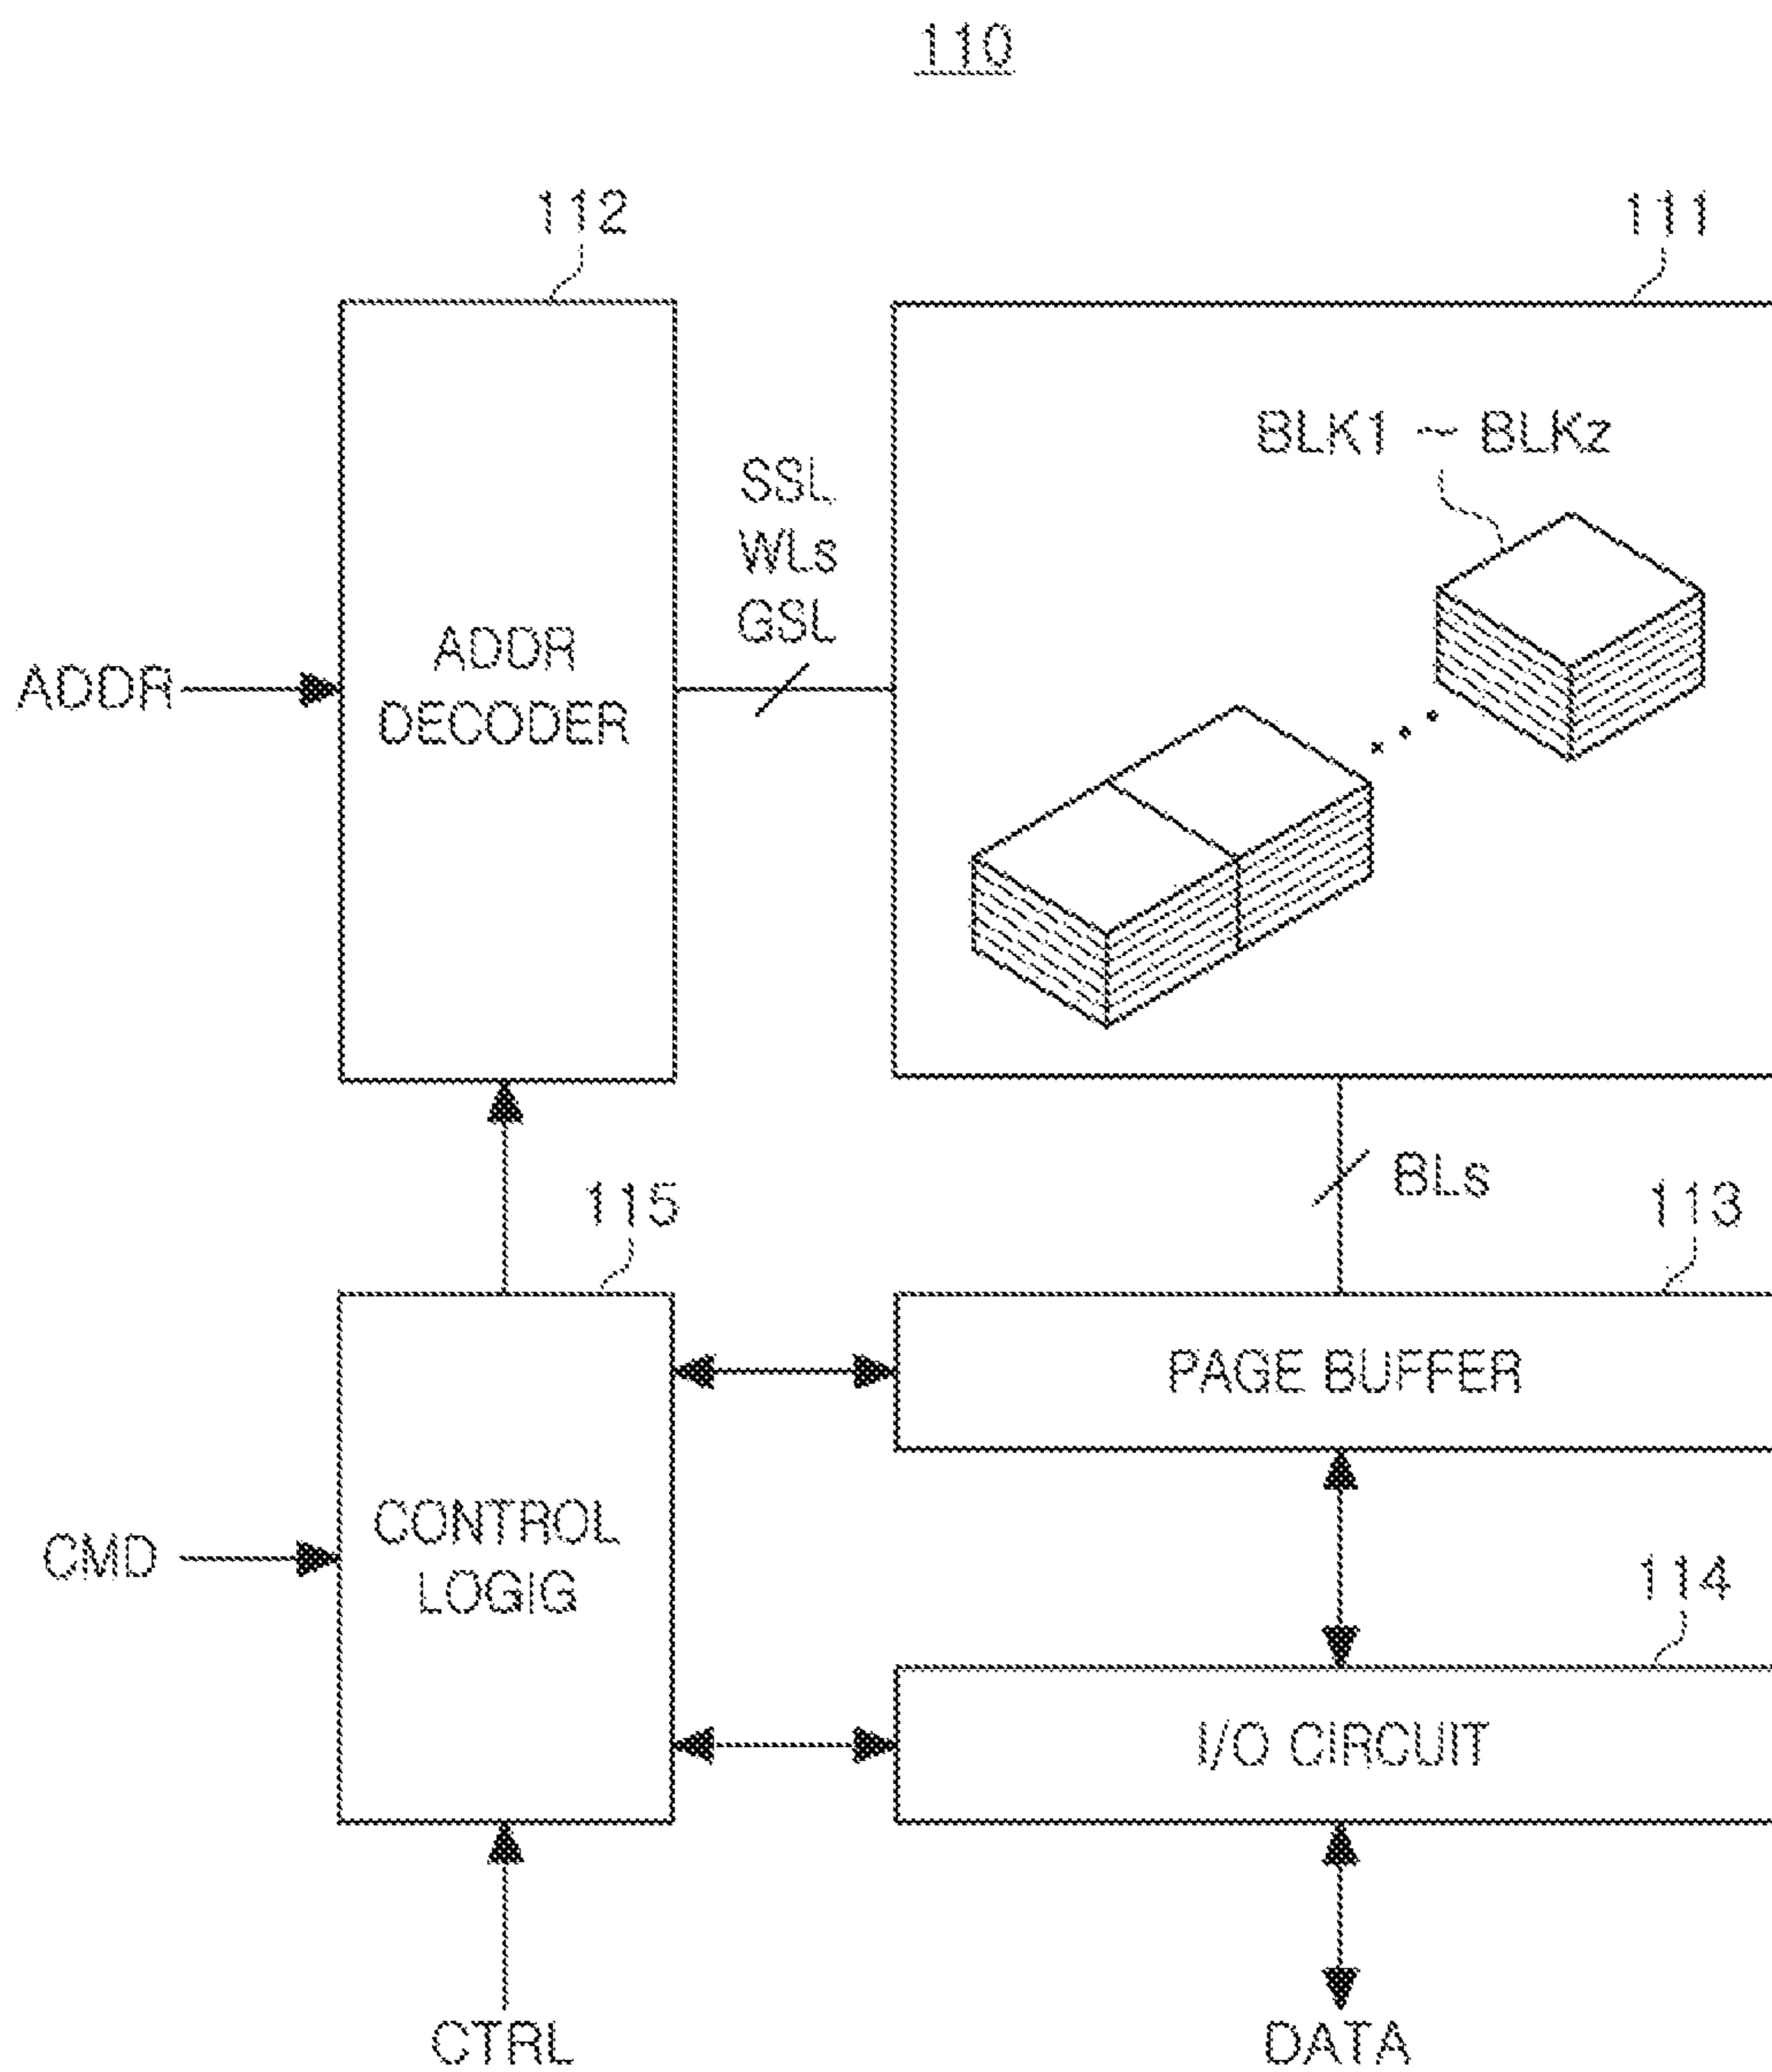 110
112
111
BLK1 ~ BLKz
SSL
WLs
GSL
ADDR
ADDR
DECODER
BLs
115
113
PAGE BUFFER
CMD
CONTROL
LOGIG
114
I/O CIRCUIT
CTRL
DATA